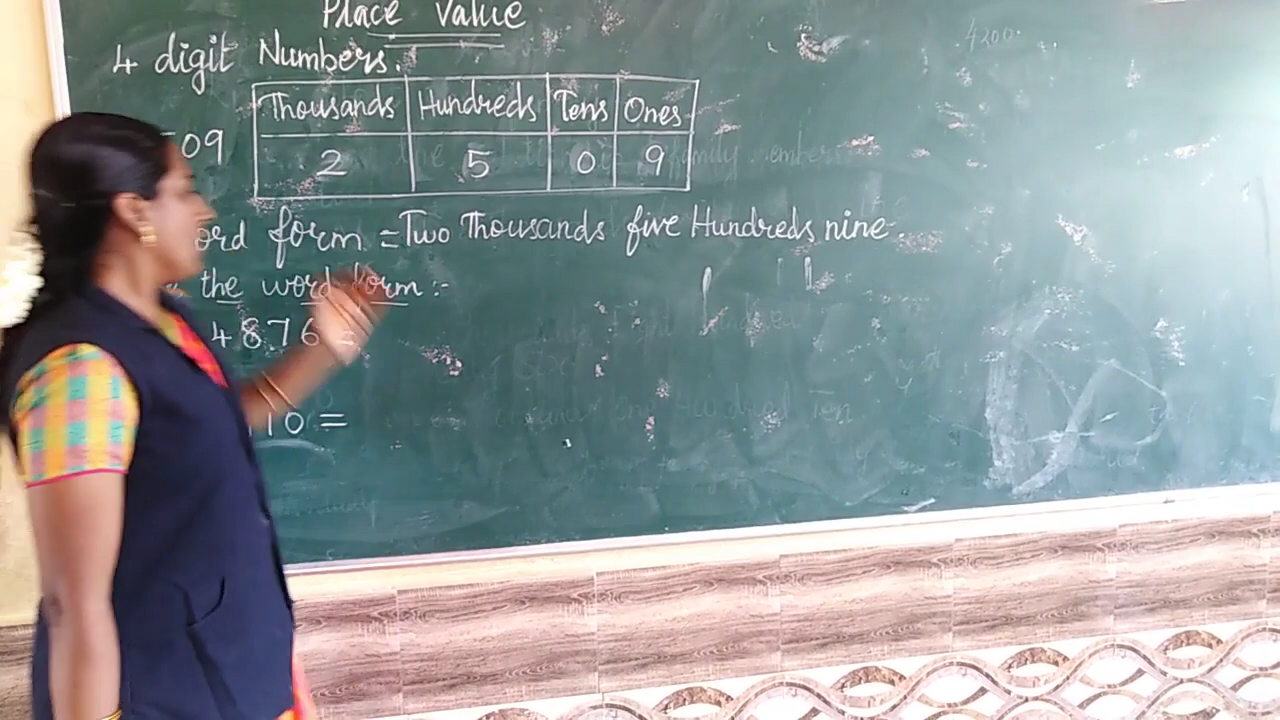 Place Value
4 digit Numbers.
Thousands Hundreds Tens Ones
09 2 5 0 9
ord form = Two Thousands five Hundreds nine.
the word form :-
4876 =
10 =
4200